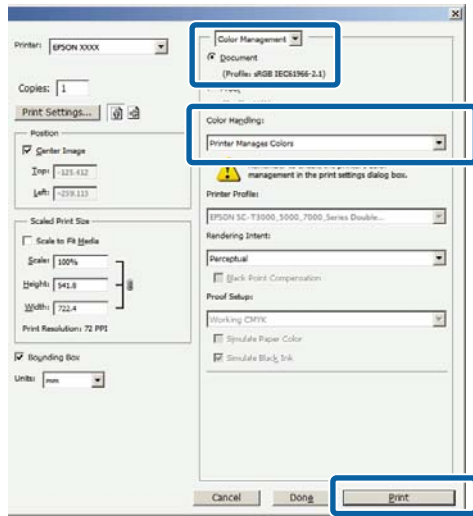 Printer: EPSON XXXX
Copies: 1
Print Settings...
Position
Center Image
Top: -125.412
Left: -259.113
Scaled Print Size
Scale to Fit Media
Scale: 100%
Height: 541.8
Width: 722.4
Print Resolution: 72 PPI
Bounding Box
Units: mm
Color Management
Document
(Profile: sRGB IEC61966-2.1)
Color Handling:
Printer Manages Colors
management in the print settings dialog box.
Printer Profile:
EPSON SC-T3000_5000_7000_Series Double...
Rendering Intent:
Perceptual
Black Point Compensation
Proof Setup:
Working CMYK
Simulate Paper Color
Simulate Black Ink
Cancel
Done
Print